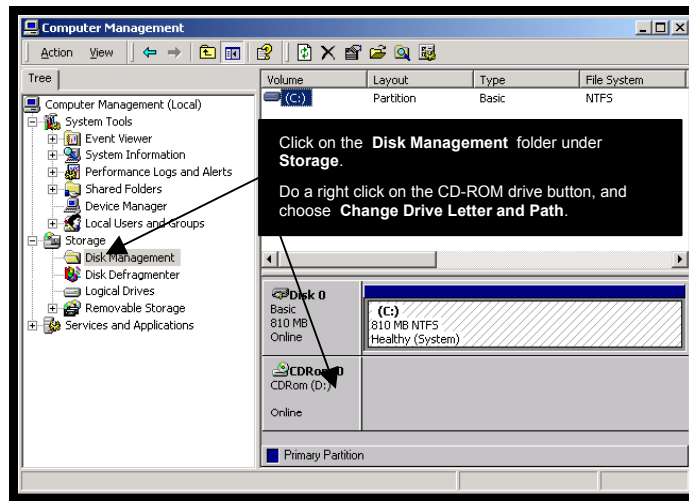 Computer Management
Action View
Tree
Computer Management (Local)
System Tools
Event Viewer
System Information
Performance Logs and Alerts
Shared Folders
Device Manager
Local Users and Groups
Storage
Disk Management
Disk Defragmenter
Logical Drives
Removable Storage
Services and Applications
Volume Layout Type File System
(C:) Partition Basic NTFS
Click on the Disk Management folder under
Storage.
Do a right click on the CD-ROM drive button, and
choose Change Drive Letter and Path.
Disk 0
Basic
810 MB
Online
(C:)
810 MB NTFS
Healthy (System)
CDRom 0
CDRom (D:)
Online
Primary Partition